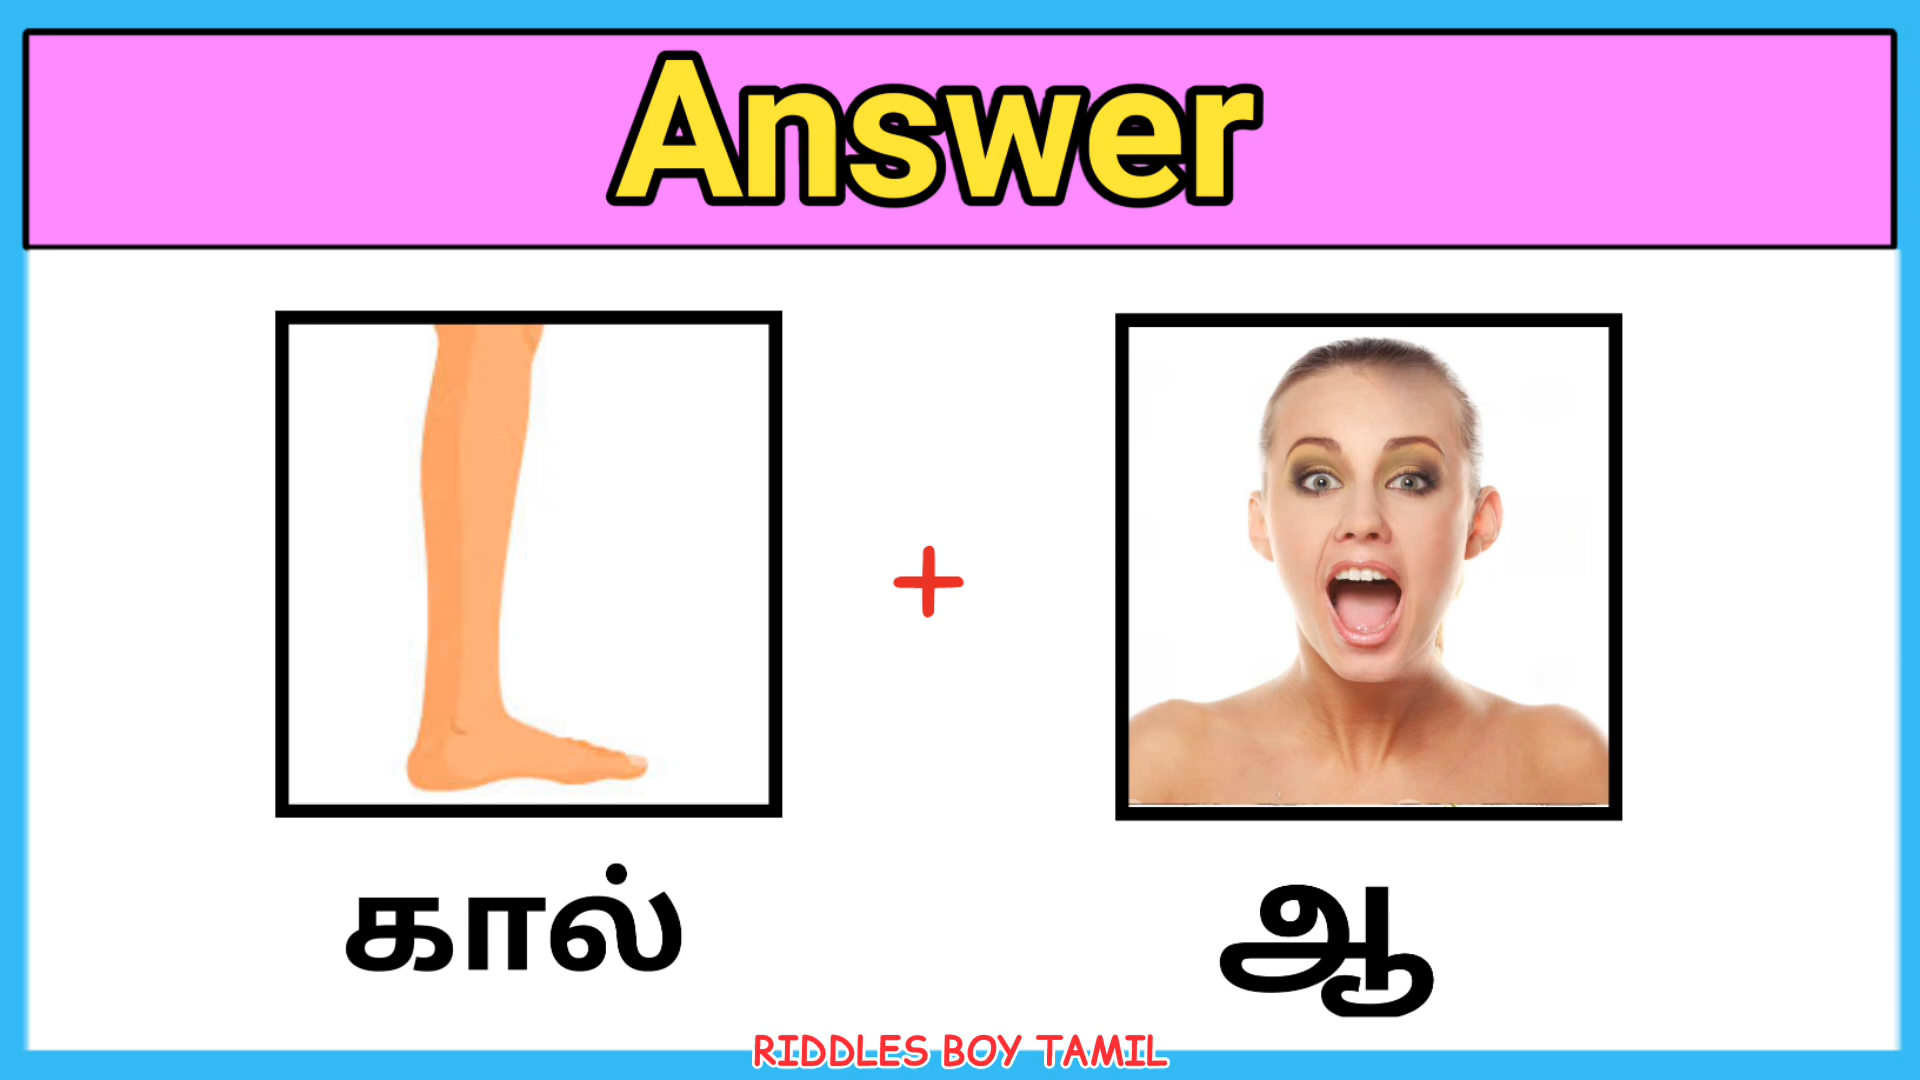 Answer
+
கால்
ஆ
RIDDLES BOY TAMIL